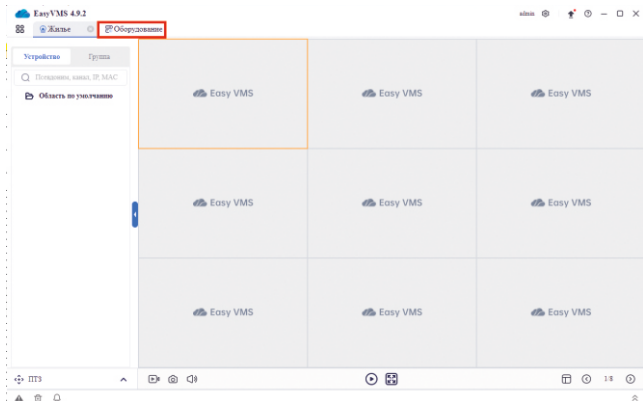 EasyVMS 4.9.2
admin
Жилье
Оборудование
Устройство Группа
Псевдоним, канал, IP, MAC
Область по умолчанию
Easy VMS Easy VMS Easy VMS
Easy VMS Easy VMS Easy VMS
Easy VMS Easy VMS Easy VMS
ПТЗ
1/8